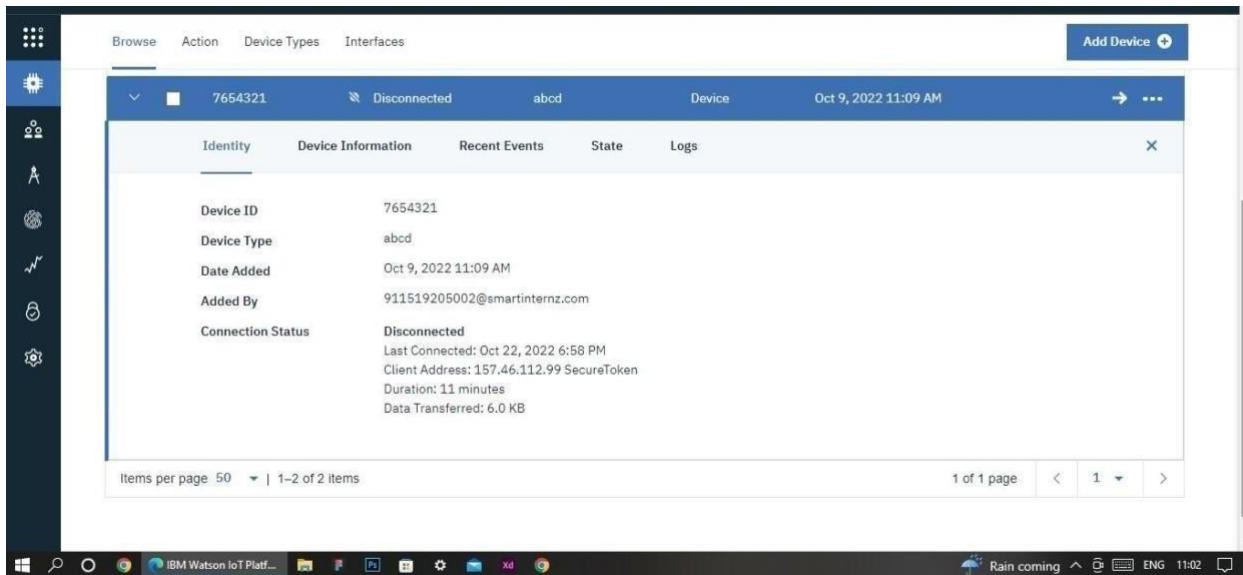 Browse Action Device Types Interfaces Add Device
7654321 Disconnected abcd Device Oct 9, 2022 11:09 AM
Identity Device Information Recent Events State Logs
Device ID 7654321
Device Type abcd
Date Added Oct 9, 2022 11:09 AM
Added By 911519205002@smartinternz.com
Connection Status Disconnected
Last Connected: Oct 22, 2022 6:58 PM
Client Address: 157.46.112.99 SecureToken
Duration: 11 minutes
Data Transferred: 6.0 KB
Items per page 50 | 1–2 of 2 items 1 of 1 page 1
IBM Watson IoT Platf... Ps Xd Rain coming ENG 11:02